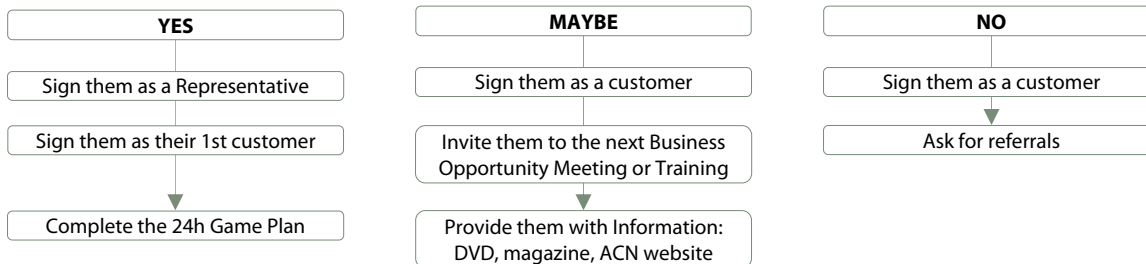 YES
Sign them as a Representative
Sign them as their 1st customer
Complete the 24h Game Plan
MAYBE
Sign them as a customer
Invite them to the next Business
Opportunity Meeting or Training
Provide them with Information:
DVD, magazine, ACN website
NO
Sign them as a customer
Ask for referrals